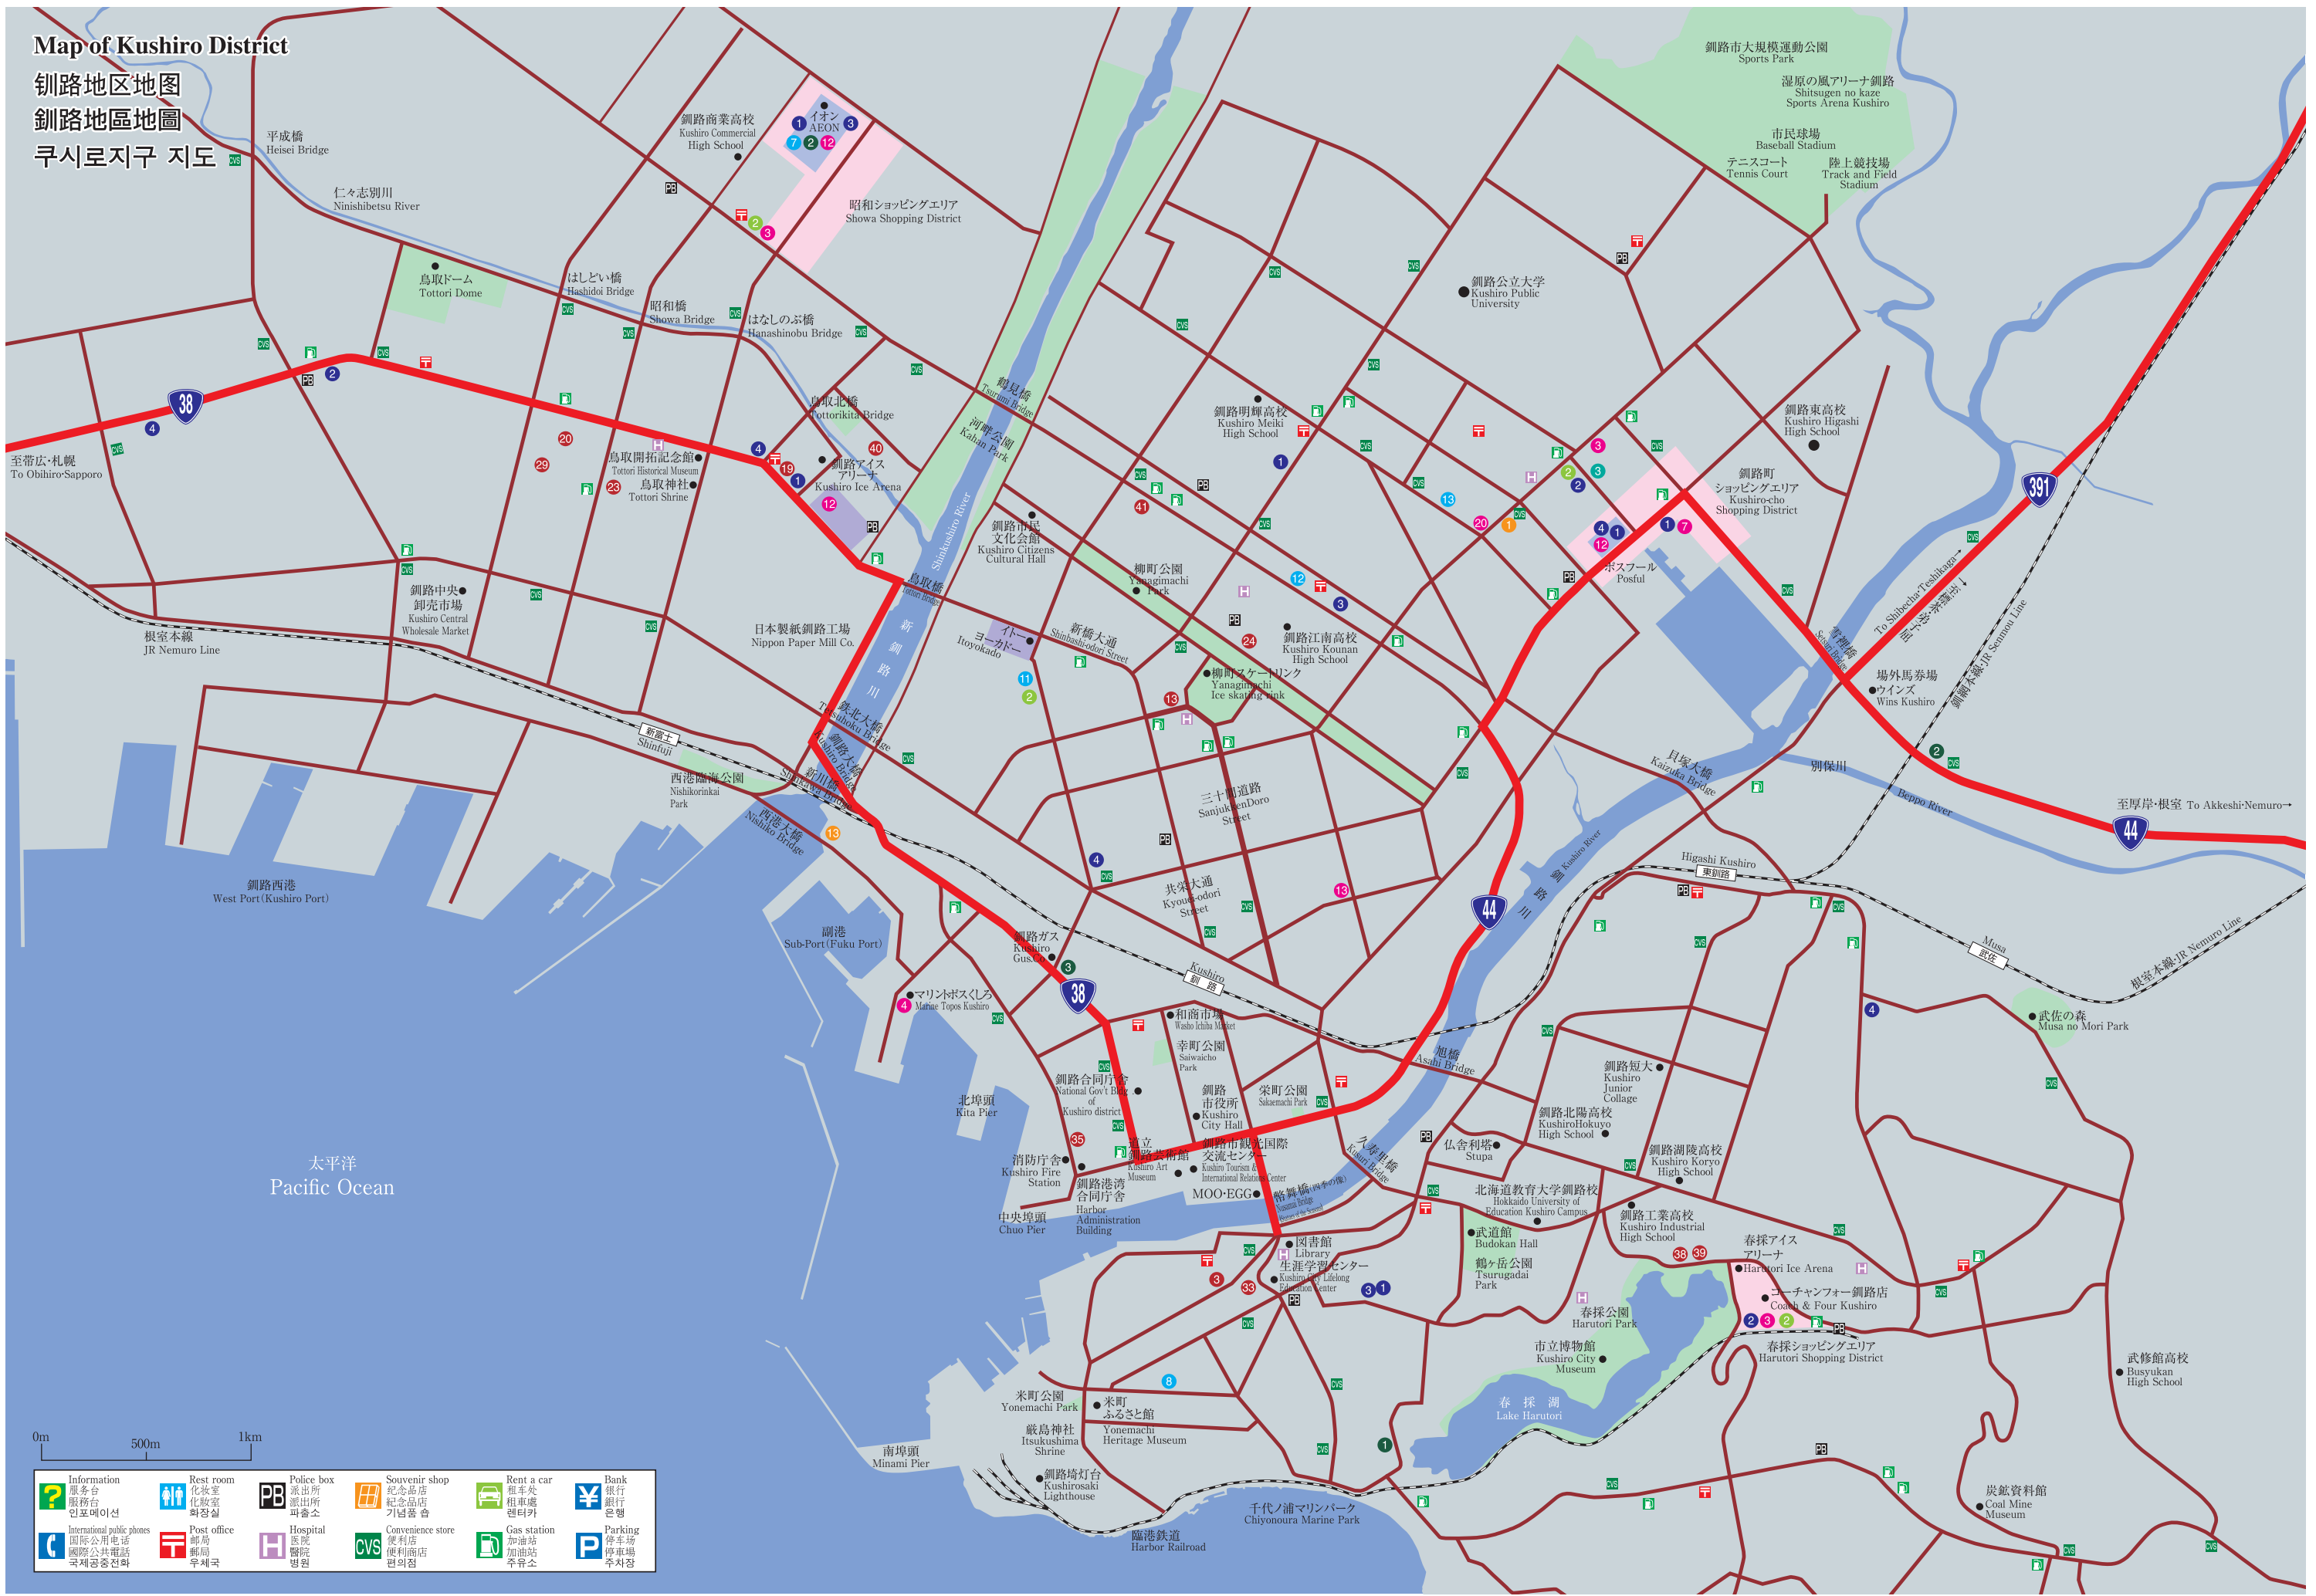 Map of Kushiro District
钏路地区地图
釧路地區地圖
쿠시로지구 지도
平成橋
Heisei Bridge
仁々志別川
Ninishibetsu River
釧路商業高校
Kushiro Commercial
High School
イオン
AEON
昭和ショッピングエリア
Showa Shopping District
鳥取ドーム
Tottori Dome
はしどい橋
Hashidoi Bridge
昭和橋
Showa Bridge
はなしのぶ橋
Hanashinobu Bridge
釧路市大規模運動公園
Sports Park
湿原の風アリーナ釧路
Shitsugen no kaze
Sports Arena Kushiro
市民球場
Baseball Stadium
テニスコート
Tennis Court
陸上競技場
Track and Field
Stadium
釧路公立大学
Kushiro Public
University
38
至帯広・札幌
To Obihiro・Sapporo
鳥取北橋
Tottorikita Bridge
鶴見橋
Tsurumi Bridge
河畔公園
Kahan Park
釧路明輝高校
Kushiro Meiki
High School
釧路東高校
Kushiro Higashi
High School
鳥取開拓記念館
Tottori Historical Museum
鳥取神社
Tottori Shrine
釧路アイス
アリーナ
Kushiro Ice Arena
釧路町
ショッピングエリア
Kushiro-cho
Shopping District
391
釧路市民
文化会館
Kushiro Citizens
Cultural Hall
Shinkushiro River
新釧路川
鳥取橋
Tottori Bridge
柳町公園
Yanagimachi
Park
ポスフール
Posful
釧路中央
卸売市場
Kushiro Central
Wholesale Market
根室本線
JR Nemuro Line
日本製紙釧路工場
Nippon Paper Mill Co.
イトー
ヨーカドー
Itoyokado
新橋大通
Shinbashi-odori Street
釧路江南高校
Kushiro Kounan
High School
柳町スケートリンク
Yanagimachi
Ice skating rink
To Shibecha・Teshikaga→
雪裡橋
Setsuri Bridge
場外馬券場
ウインズ
Wins Kushiro
釧網本線・JR Senmou Line
新富士
Shinfuji
鉄北大橋
Tetsuhoku Bridge
釧路大橋
Kushiro Bridge
新川橋
Shinkawa Bridge
西港臨海公園
Nishikorinkai
Park
西港大橋
Nishiko Bridge
三十間道路
SanjukkenDoro
Street
貝塚大橋
Kaizuka Bridge
別保川
Beppo River
至厚岸・根室 To Akkeshi・Nemuro→
44
釧路西港
West Port(Kushiro Port)
副港
Sub-Port(Fuku Port)
共栄大通
Kyouei-odori
Street
44
釧路川
Kushiro River
Higashi Kushiro
東釧路
Musa
武佐
根室本線・JR Nemuro Line
釧路ガス
Kushiro
Gus.Co.
38
Kushiro
釧路
マリントポスくしろ
Marine Topos Kushiro
和商市場
Washo Ichiba Market
幸町公園
Saiwaicho
Park
武佐の森
Musa no Mori Park
旭橋
Asahi Bridge
釧路短大
Kushiro
Junior
Collage
釧路合同庁舎
National Gov't Bldg
of
Kushiro district
釧路
市役所
Kushiro
City Hall
栄町公園
Sakaemachi Park
北埠頭
Kita Pier
釧路北陽高校
KushiroHokuyo
High School
道立
釧路芸術館
Kushiro Art
Museum
釧路市観光国際
交流センター
Kushiro Tourism &
International Relations Center
久寿里橋
Kusuri Bridge
仏舎利塔
Stupa
釧路湖陵高校
Kushiro Koryo
High School
太平洋
Pacific Ocean
消防庁舎
Kushiro Fire
Station
釧路港湾
合同庁舎
Harbor
Administration
Building
MOO・EGG
幣舞橋(四季の像)
Nusamai Bridge
北海道教育大学釧路校
Hokkaido University of
Education Kushiro Campus
中央埠頭
Chuo Pier
釧路工業高校
Kushiro Industrial
High School
図書館
Library
生涯学習センター
Kushiro City Lifelong
Education Center
武道館
Budokan Hall
鶴ヶ岱公園
Tsurugadai
Park
春採アイス
アリーナ
Harutori Ice Arena
コーチャンフォー釧路店
Coach & Four Kushiro
春採公園
Harutori Park
市立博物館
Kushiro City
Museum
春採ショッピングエリア
Harutori Shopping District
武修館高校
Busyukan
High School
米町公園
Yonemachi Park
米町
ふるさと館
Yonemachi
Heritage Museum
春採湖
Lake Harutori
厳島神社
Itsukushima
Shrine
南埠頭
Minami Pier
釧路埼灯台
Kushirosaki
Lighthouse
千代ノ浦マリンパーク
Chiyonoura Marine Park
臨港鉄道
Harbor Railroad
炭鉱資料館
Coal Mine
Museum
0m 500m 1km
Information
服务台
服務台
인포메이션
Rest room
化妆室
化妝室
화장실
PB
Police box
派出所
派出所
파출소
Souvenir shop
纪念品店
紀念品店
기념품 숍
Rent a car
租车处
租車處
렌터카
Bank
银行
銀行
은행
International public phones
国际公用电话
國際公共電話
국제공중전화
Post office
邮局
郵局
우체국
Hospital
医院
醫院
병원
CVS
Convenience store
便利店
便利商店
편의점
Gas station
加油站
加油站
주유소
P
Parking
停车场
停車場
주차장